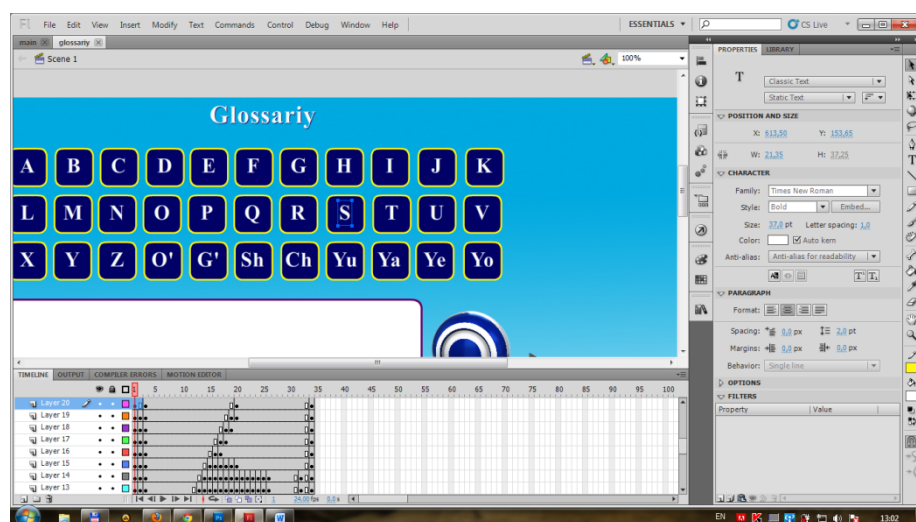 Fl File Edit View Insert Modify Text Commands Control Debug Window Help ESSENTIALS CS Live
main glossariy
Scene 1 100%
Glossariy
A B C D E F G H I J K
L M N O P Q R S T U V
X Y Z O' G' Sh Ch Yu Ya Ye Yo
PROPERTIES LIBRARY
T Classic Text
Static Text
POSITION AND SIZE
X: 613,50 Y: 153,65
W: 21,35 H: 37,25
CHARACTER
Family: Times New Roman
Style: Bold Embed...
Size: 37,0 pt Letter spacing: 1,0
Color: Auto kern
Anti-alias: Anti-alias for readability
PARAGRAPH
Format:
Spacing: 0,0 px 2,0 pt
Margins: 0,0 px 0,0 px
Behavior: Single line
OPTIONS
FILTERS
Property Value
TIMELINE OUTPUT COMPILER ERRORS MOTION EDITOR
1 5 10 15 20 25 30 35 40 45 50 55 60 65 70 75 80 85 90 95 100
Layer 20
Layer 19
Layer 18
Layer 17
Layer 16
Layer 15
Layer 14
Layer 13
1 24,00 fps 0,0 s
EN 13:02